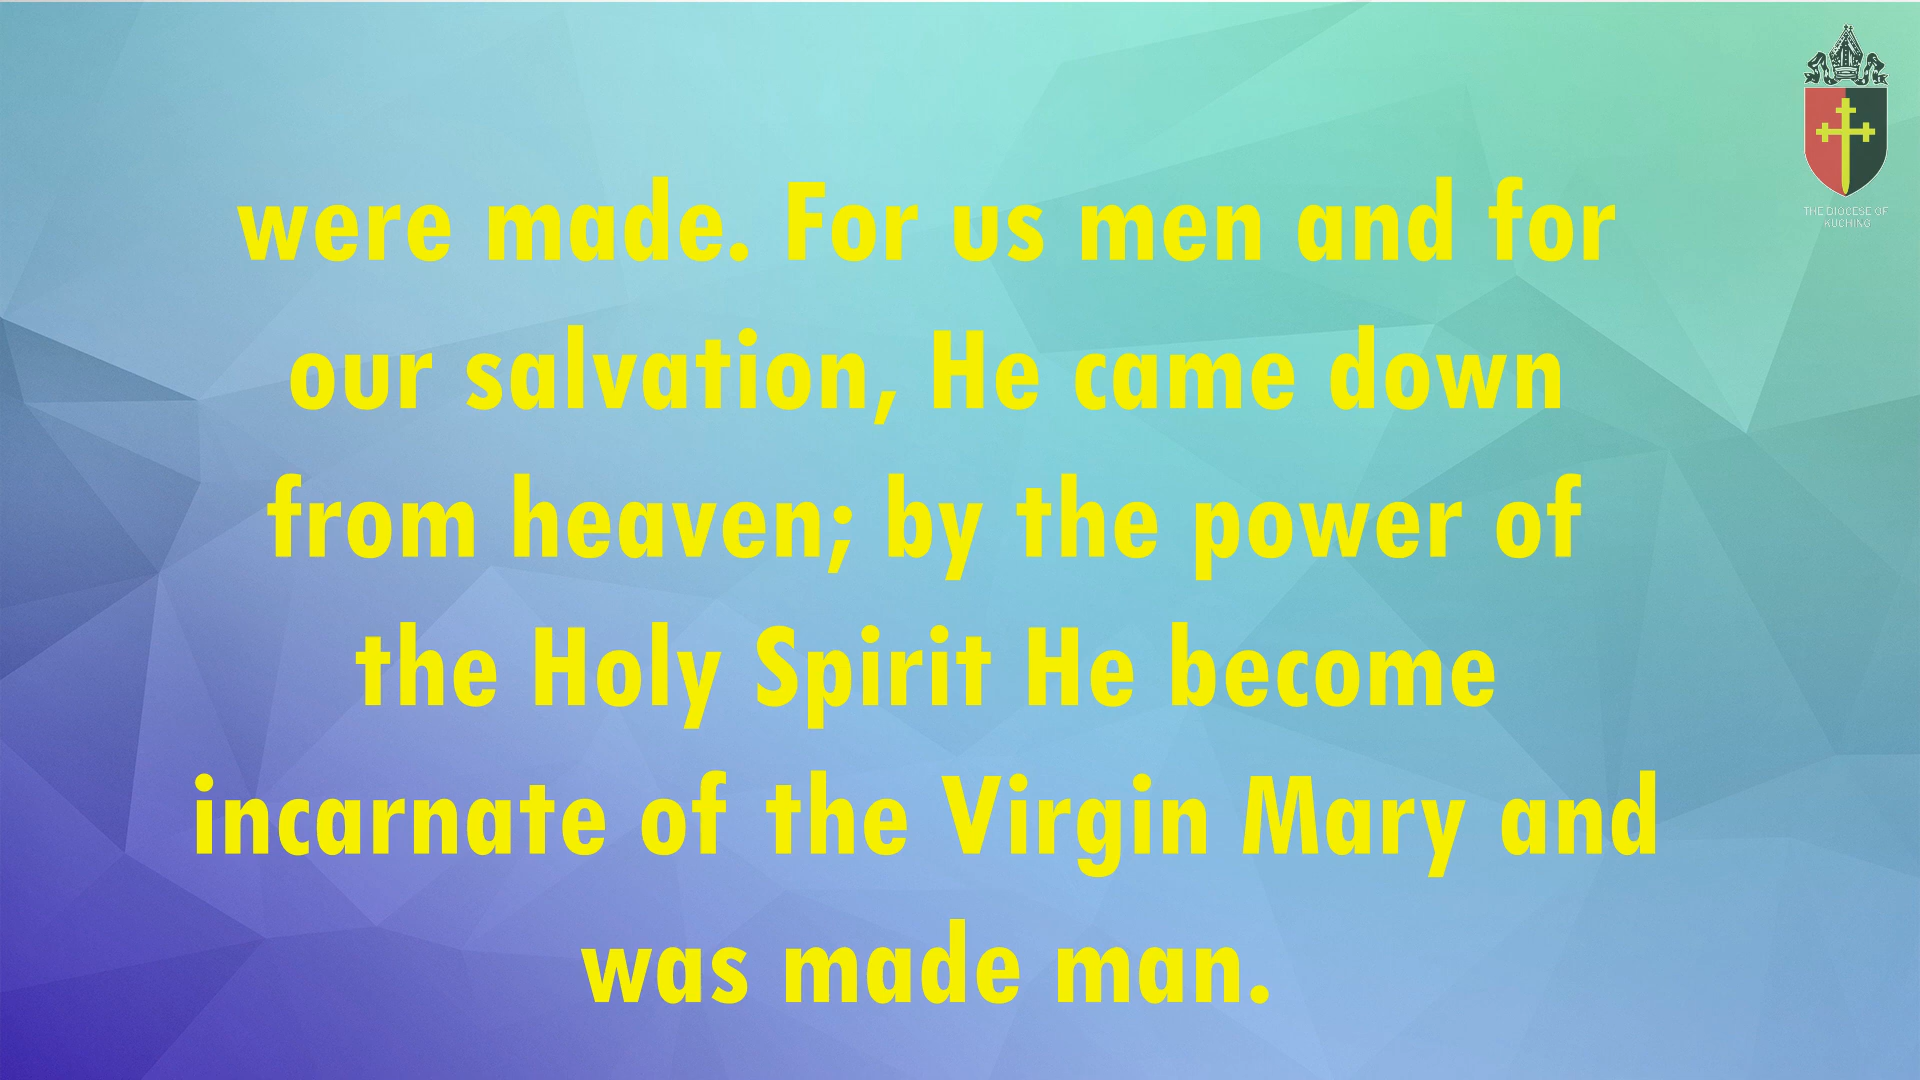 THE DIOCESE OF
KUCHING
were made. For us men and for
our salvation, He came down
from heaven; by the power of
the Holy Spirit He become
incarnate of the Virgin Mary and
was made man.